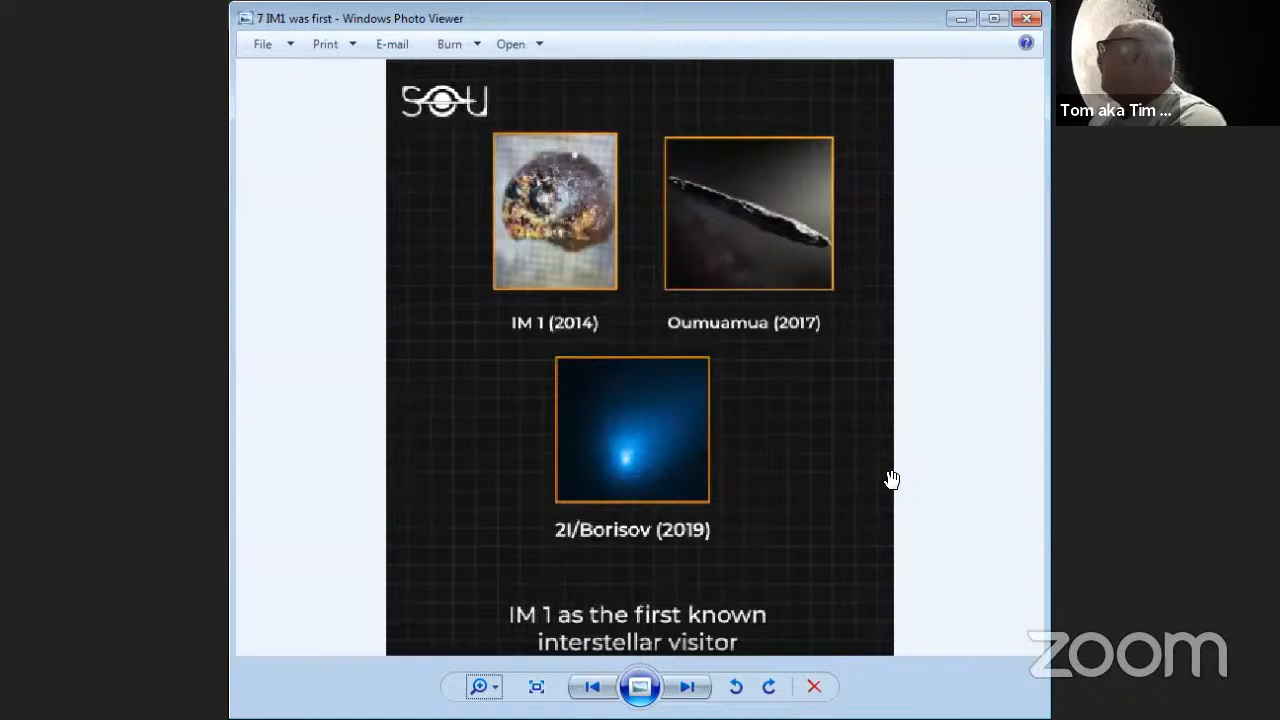 7 IM1 was first - Windows Photo Viewer
File Print E-mail Burn Open
Tom aka Tim ...
SOU
IM 1 (2014) Oumuamua (2017)
2I/Borisov (2019)
IM 1 as the first known
interstellar visitor
zoom